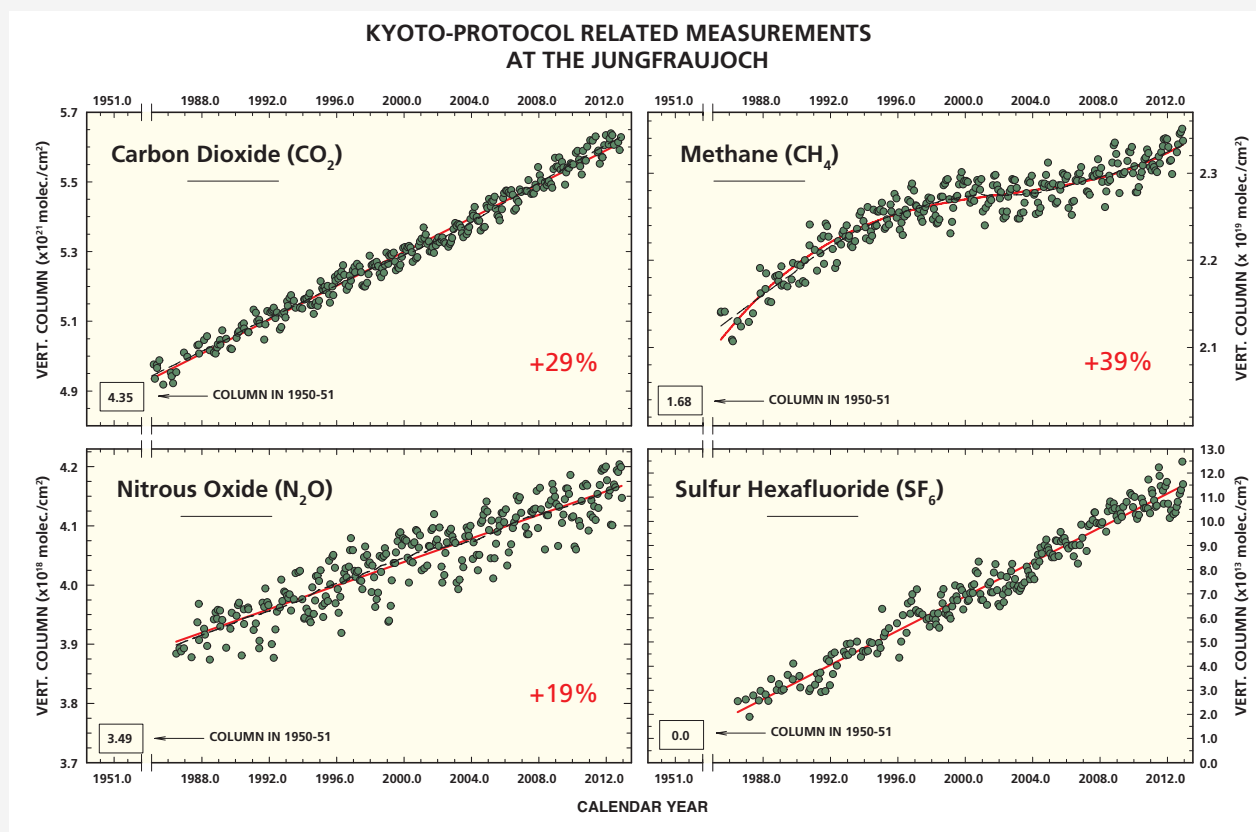 KYOTO-PROTOCOL RELATED MEASUREMENTS
AT THE JUNGFRAUJOCH
1951.0 1988.0 1992.0 1996.0 2000.0 2004.0 2008.0 2012.0
1951.0 1988.0 1992.0 1996.0 2000.0 2004.0 2008.0 2012.0
VERT. COLUMN (x10²¹ molec./cm²)
5.7
5.5
5.3
5.1
4.9
Carbon Dioxide (CO₂)
+29%
4.35
COLUMN IN 1950-51
Methane (CH₄)
+39%
1.68
COLUMN IN 1950-51
2.3
2.2
2.1
VERT. COLUMN (x 10¹⁹ molec./cm²)
VERT. COLUMN (x10¹⁸ molec./cm²)
4.2
4.1
4.0
3.9
3.8
3.7
Nitrous Oxide (N₂O)
+19%
3.49
COLUMN IN 1950-51
Sulfur Hexafluoride (SF₆)
0.0
COLUMN IN 1950-51
13.0
12.0
11.0
10.0
9.0
8.0
7.0
6.0
5.0
4.0
3.0
2.0
1.0
0.0
VERT. COLUMN (x10¹³ molec./cm²)
1951.0 1988.0 1992.0 1996.0 2000.0 2004.0 2008.0 2012.0
1951.0 1988.0 1992.0 1996.0 2000.0 2004.0 2008.0 2012.0
CALENDAR YEAR